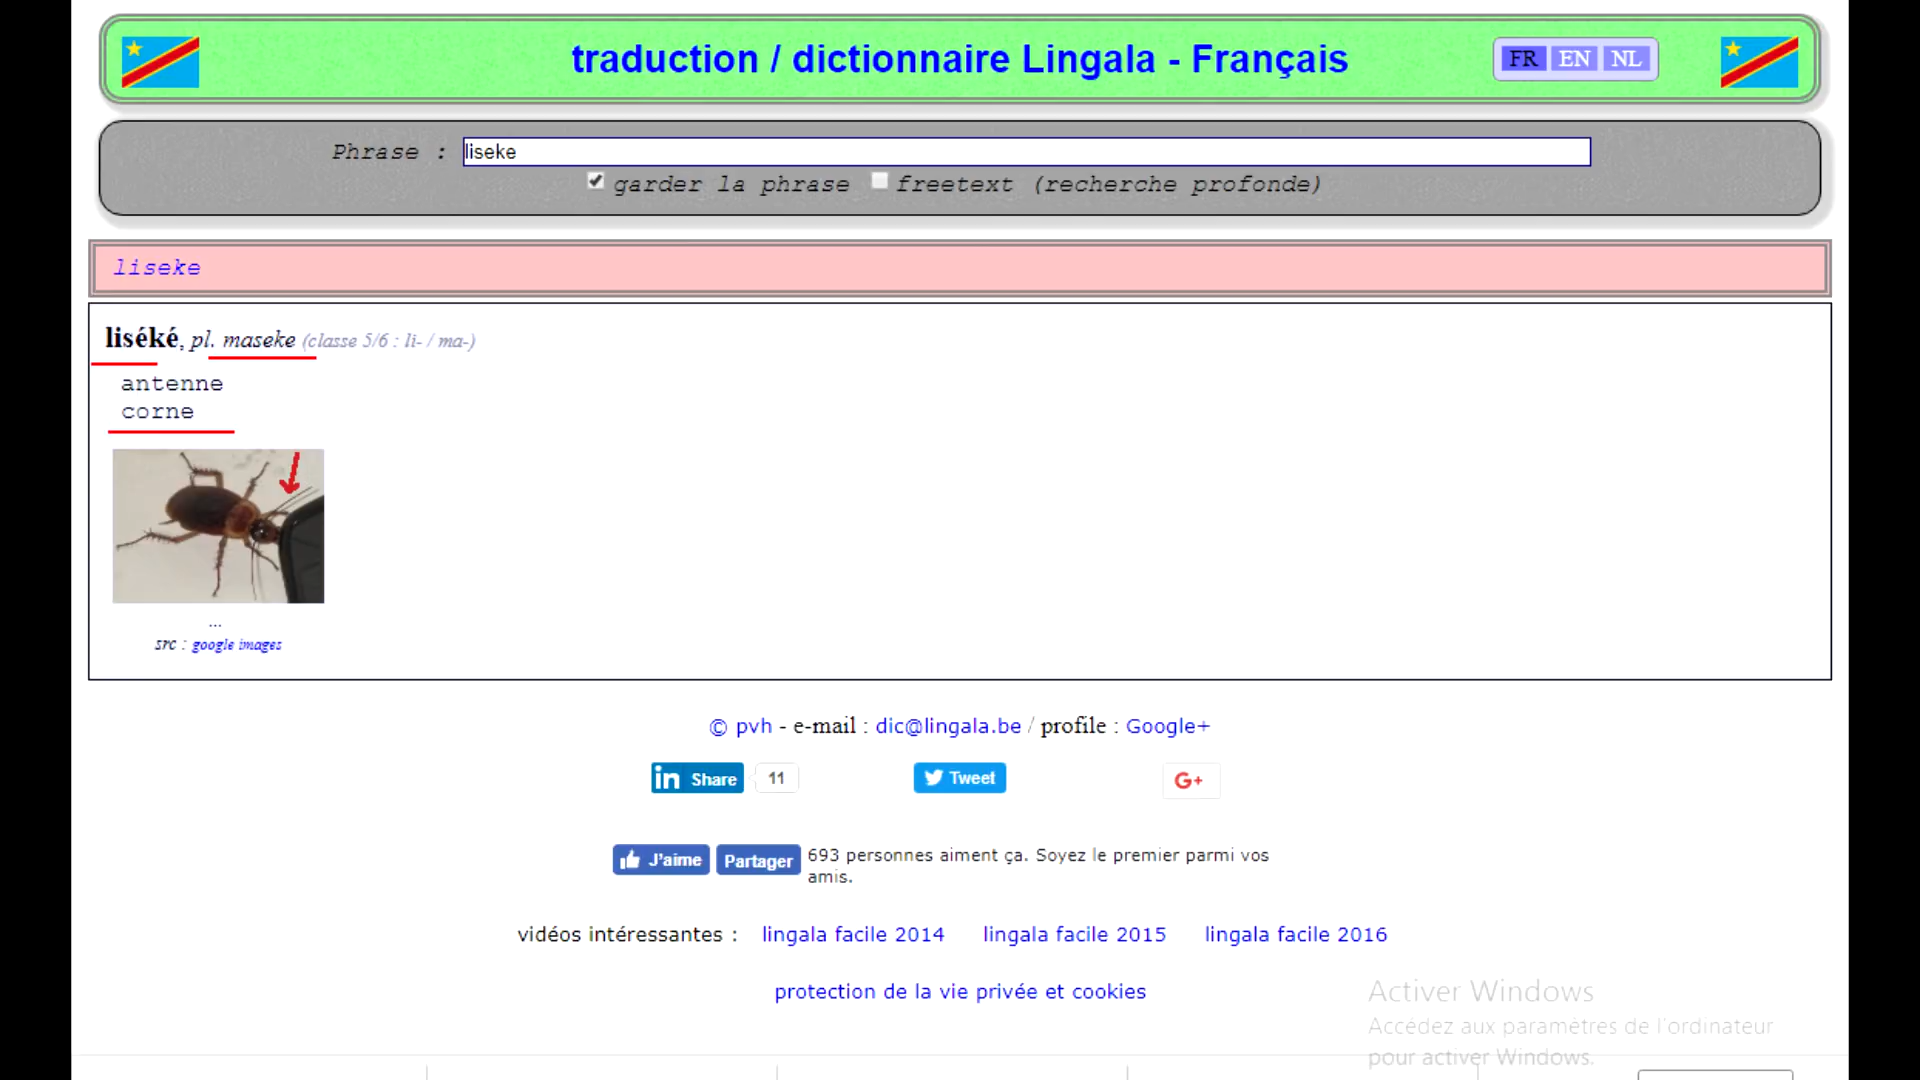 traduction / dictionnaire Lingala - Français
FR EN NL
Phrase : liseke
garder la phrase freetext (recherche profonde)
liseke
liséké, pl. maseke (classe 5/6 : li- / ma-)
antenne
corne
...
src : google images
© pvh - e-mail : dic@lingala.be / profile : Google+
in Share 11 Tweet G+
J'aime Partager 693 personnes aiment ça. Soyez le premier parmi vos
amis.
vidéos intéressantes : lingala facile 2014 lingala facile 2015 lingala facile 2016
protection de la vie privée et cookies
Activer Windows
Accédez aux paramètres de l'ordinateur
pour activer Windows.